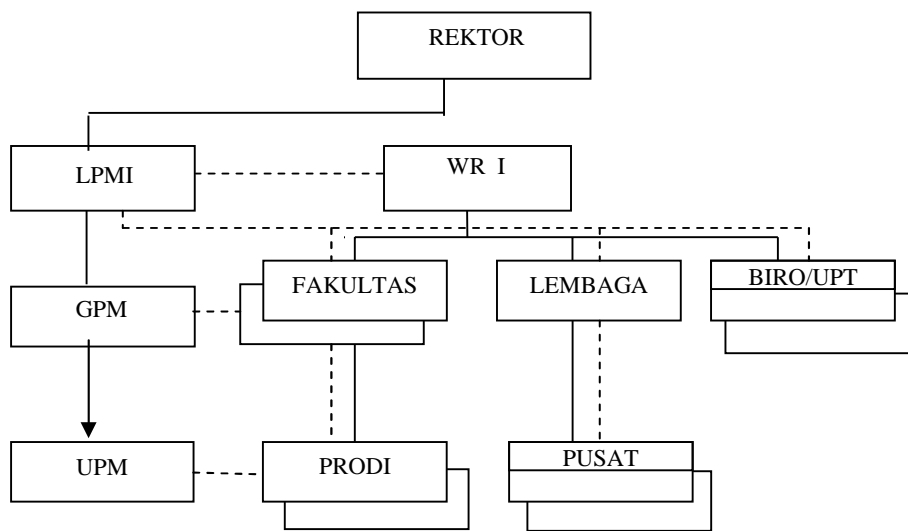 REKTOR
LPMI
WR I
FAKULTAS
LEMBAGA
BIRO/UPT
GPM
UPM
PRODI
PUSAT